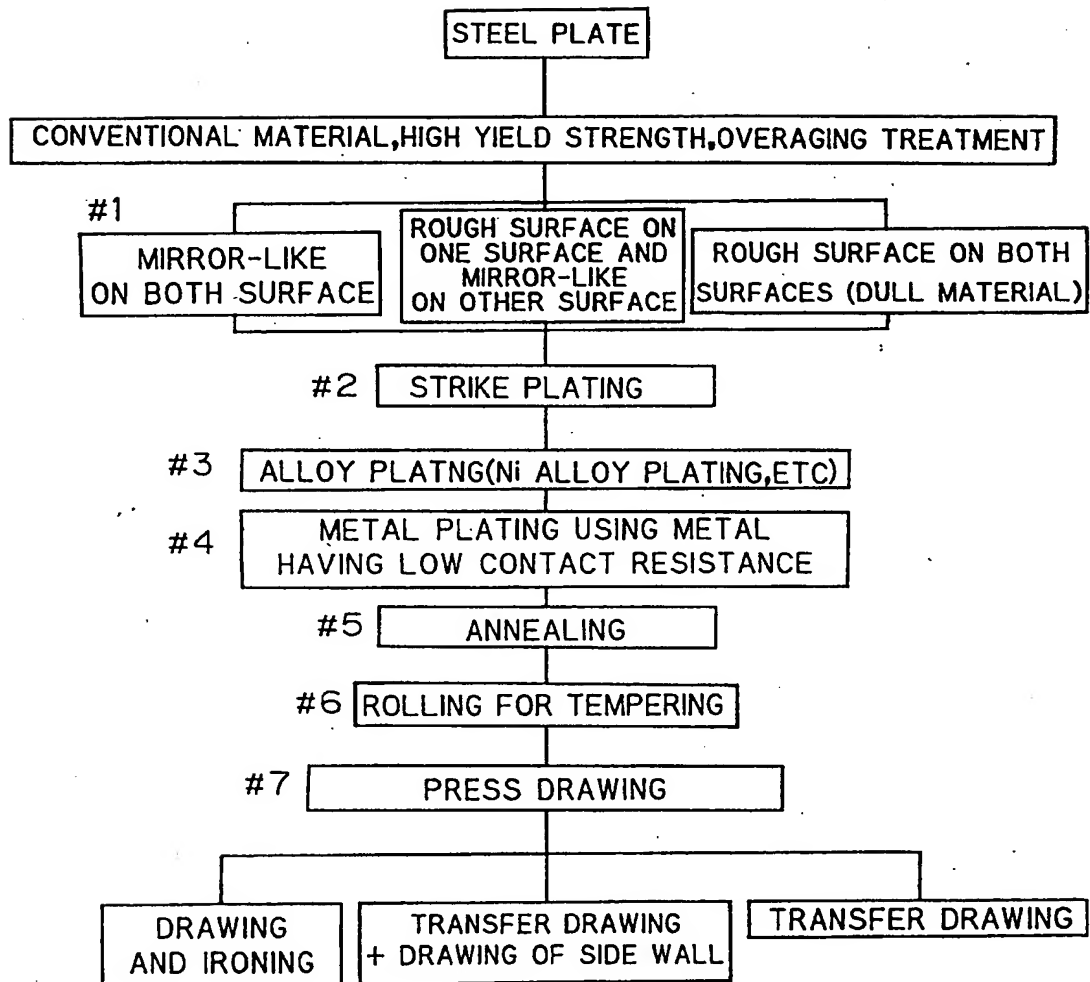 STEEL PLATE
CONVENTIONAL MATERIAL,HIGH YIELD STRENGTH,OVERAGING TREATMENT
#1
MIRROR-LIKE
ON BOTH SURFACE
ROUGH SURFACE ON
ONE SURFACE AND
MIRROR-LIKE
ON OTHER SURFACE
ROUGH SURFACE ON BOTH
SURFACES (DULL MATERIAL)
#2 STRIKE PLATING
#3 ALLOY PLATNG(Ni ALLOY PLATING,ETC)
#4
METAL PLATING USING METAL
HAVING LOW CONTACT RESISTANCE
#5 ANNEALING
#6 ROLLING FOR TEMPERING
#7 PRESS DRAWING
DRAWING
AND IRONING
TRANSFER DRAWING
+ DRAWING OF SIDE WALL
TRANSFER DRAWING